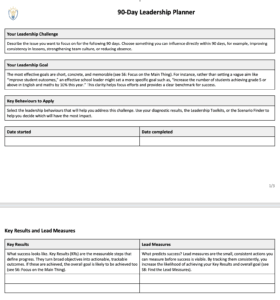 90-Day Leadership Planner
Your Leadership Challenge
Describe the issue you want to focus on for the following 90 days. Choose something you can influence directly within 90 days, for example, improving
consistency in lessons, strengthening team culture, or reducing absence.
Your Leadership Goal
The most effective goals are short, concrete, and memorable (see S6: Focus on the Main Thing). For instance, rather than setting a vague aim like
"improve student outcomes," an effective school leader might set a more specific goal such as, "Increase the number of students achieving grade 5 or
above in English and maths by 10% this year." This clarity helps focus efforts and provides a clear benchmark for success.
Key Behaviours to Apply
Select the leadership behaviours that will help you address this challenge. Use your diagnostic results, the Leadership Toolkits, or the Scenario Finder to
help you decide which will have the most impact.
Date started
Date completed
Key Results and Lead Measures
Key Results
Lead Measures
What success looks like. Key Results (KRs) are the measurable steps that
define progress. They turn broad objectives into actionable, trackable
outcomes. If these are achieved, the overall goal is likely to be achieved too
(see S6: Focus on the Main Thing).
What predicts success? Lead measures are the small, consistent actions you
can measure before success is visible. By tracking them consistently, you
increase the likelihood of achieving your Key Results and overall goal (see
S8: Find the Lead Measures).